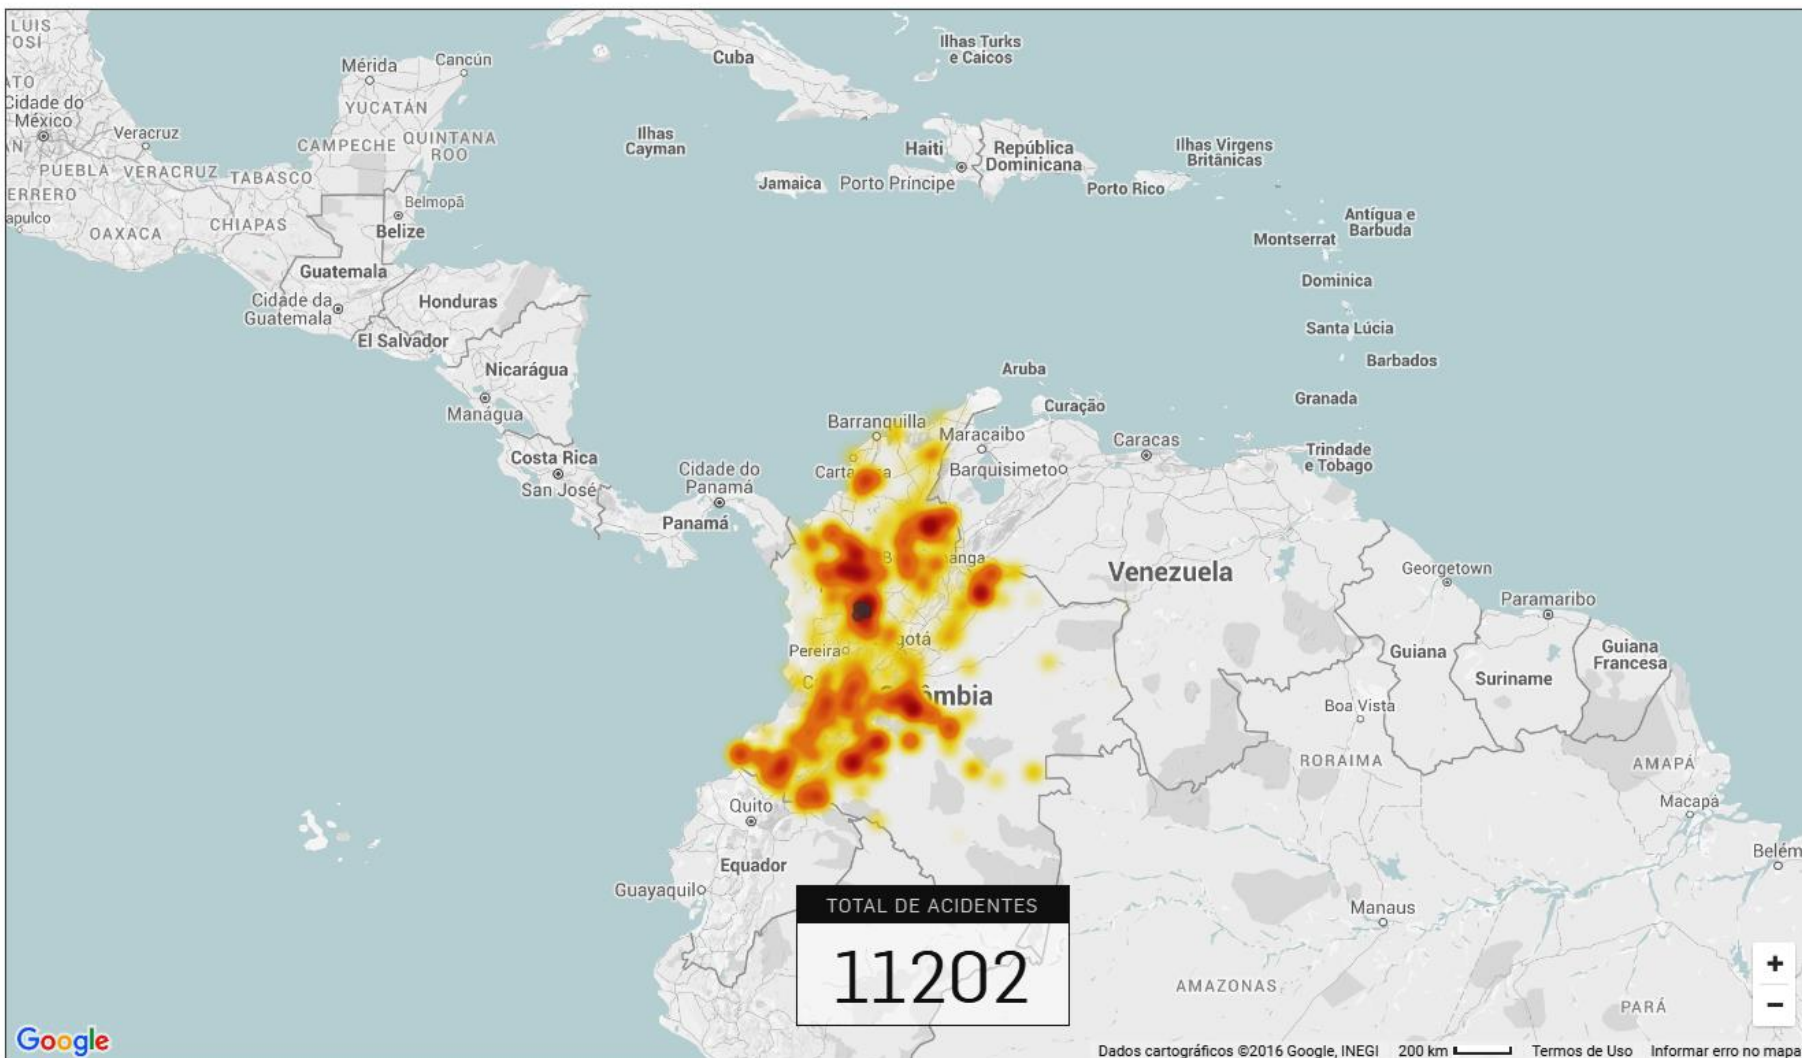 LUIS
Cuba
Ilhas Turks
e Caicos
Mérida
Cancún
YUCATÁN
Cidade do
México
Veracruz
CAMPECHE
QUINTANA
ROO
Ilhas
Cayman
Haiti
República
Dominicana
Ilhas Virgens
Britânicas
PUEBLA
VERACRUZ
TABASCO
Jamaica
Porto Príncipe
Porto Rico
Belmopã
OAXACA
CHIAPAS
Belize
Antígua e
Barbuda
Montserrat
Guatemala
Dominica
Cidade da
Guatemala
Honduras
El Salvador
Santa Lúcia
Nicarágua
Aruba
Barbados
Manágua
Curação
Granada
Barranquilla
Maracaibo
Caracas
Costa Rica
San José
Cidade do
Panamá
Barquisimeto
Trindade
e Tobago
Panamá
Venezuela
Georgetown
Paramaribo
Pereira
Guiana
Guiana
Francesa
Suriname
Boa Vista
RORAIMA
AMAPÁ
Quito
Macapá
Equador
Belém
Guayaquil
TOTAL DE ACIDENTES
11202
Manaus
AMAZONAS
PARÁ
+
−
Google
Dados cartográficos ©2016 Google, INEGI 200 km Termos de Uso Informar erro no mapa